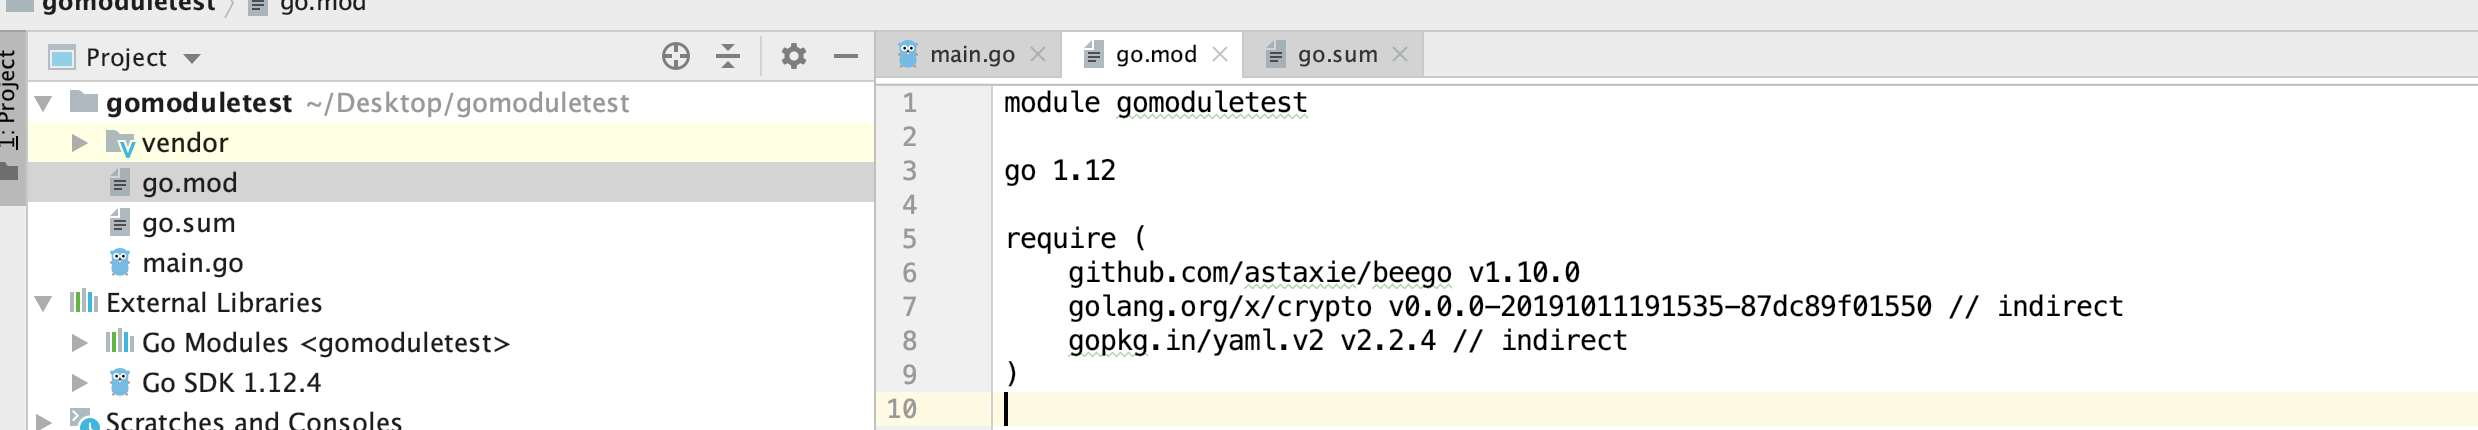 gomoduletest go.mod
1: Project
Project
gomoduletest ~/Desktop/gomoduletest
vendor
go.mod
go.sum
main.go
External Libraries
Go Modules <gomoduletest>
Go SDK 1.12.4
Scratches and Consoles
main.go go.mod go.sum
1 module gomoduletest
2
3 go 1.12
4
5 require (
6 github.com/astaxie/beego v1.10.0
7 golang.org/x/crypto v0.0.0-20191011191535-87dc89f01550 // indirect
8 gopkg.in/yaml.v2 v2.2.4 // indirect
9 )
10